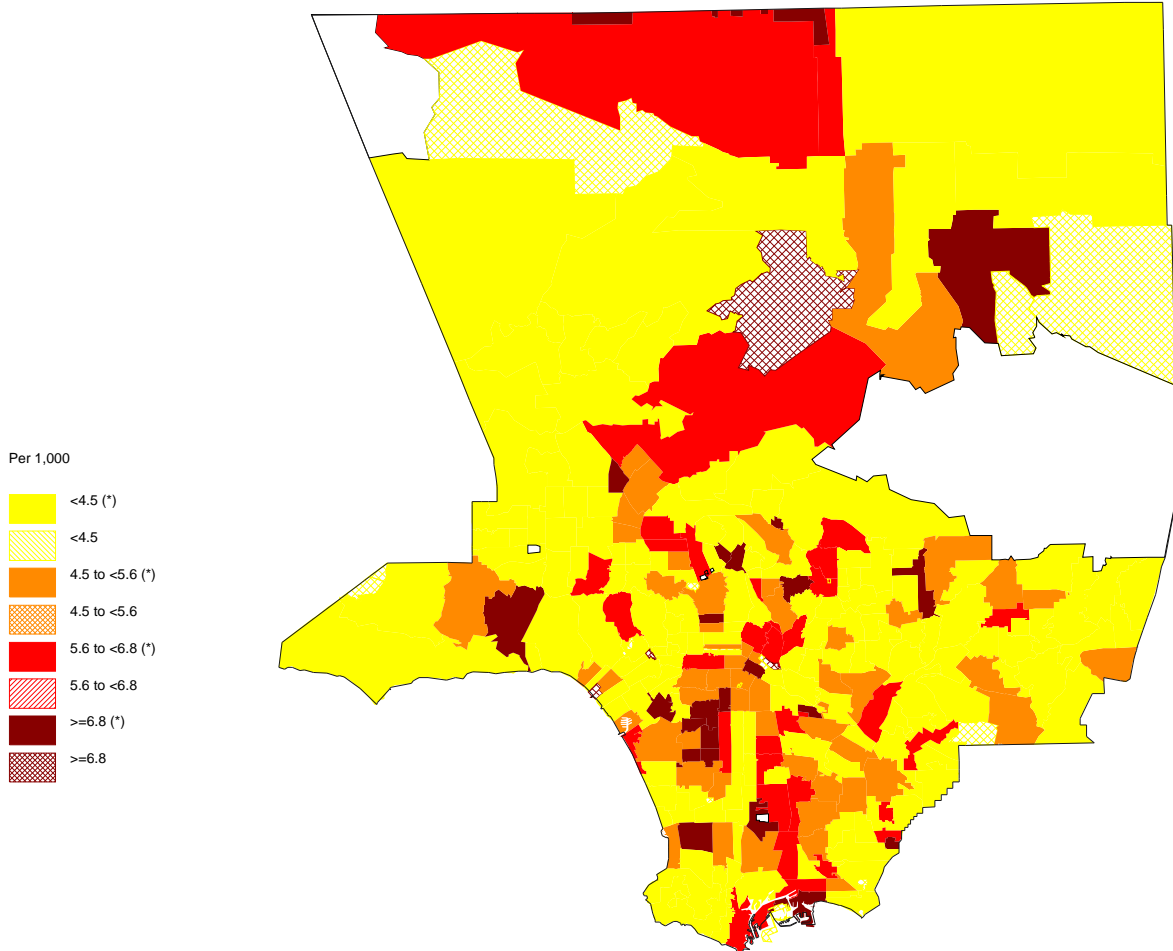 Per 1,000
<4.5 (*)
<4.5
4.5 to <5.6 (*)
4.5 to <5.6
5.6 to <6.8 (*)
5.6 to <6.8
>=6.8 (*)
>=6.8